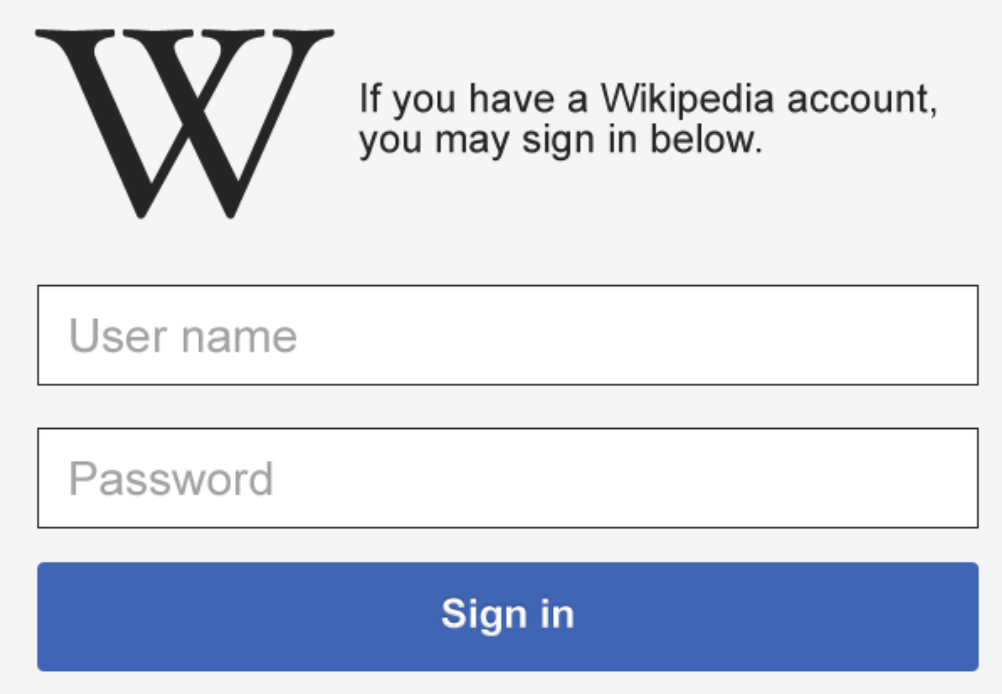 W
If you have a Wikipedia account,
you may sign in below.
User name
Password
Sign in